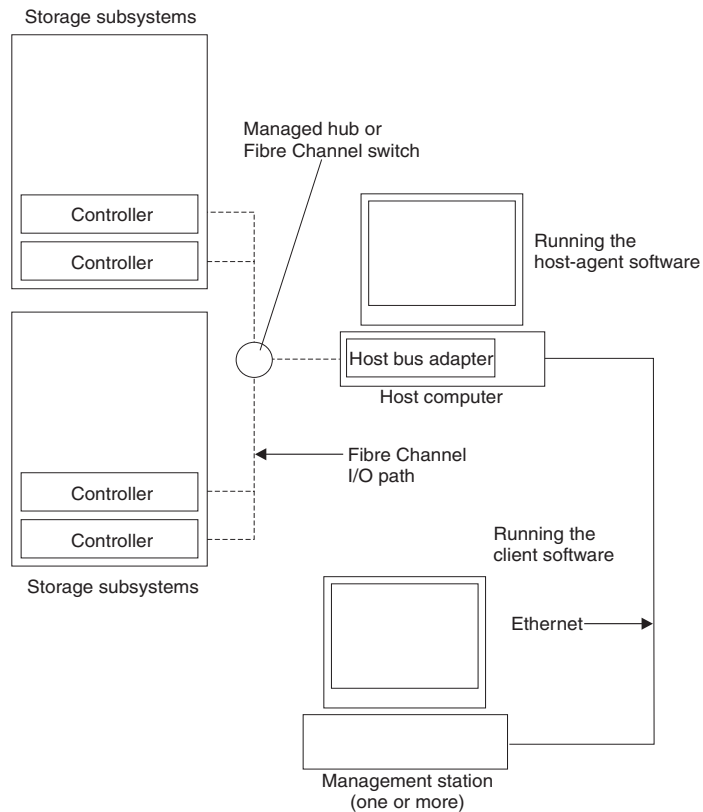 Storage subsystems
Managed hub or
Fibre Channel switch
Controller
Controller
Running the
host-agent software
Host bus adapter
Host computer
Fibre Channel
I/O path
Controller
Controller
Storage subsystems
Running the
client software
Ethernet
Management station
(one or more)